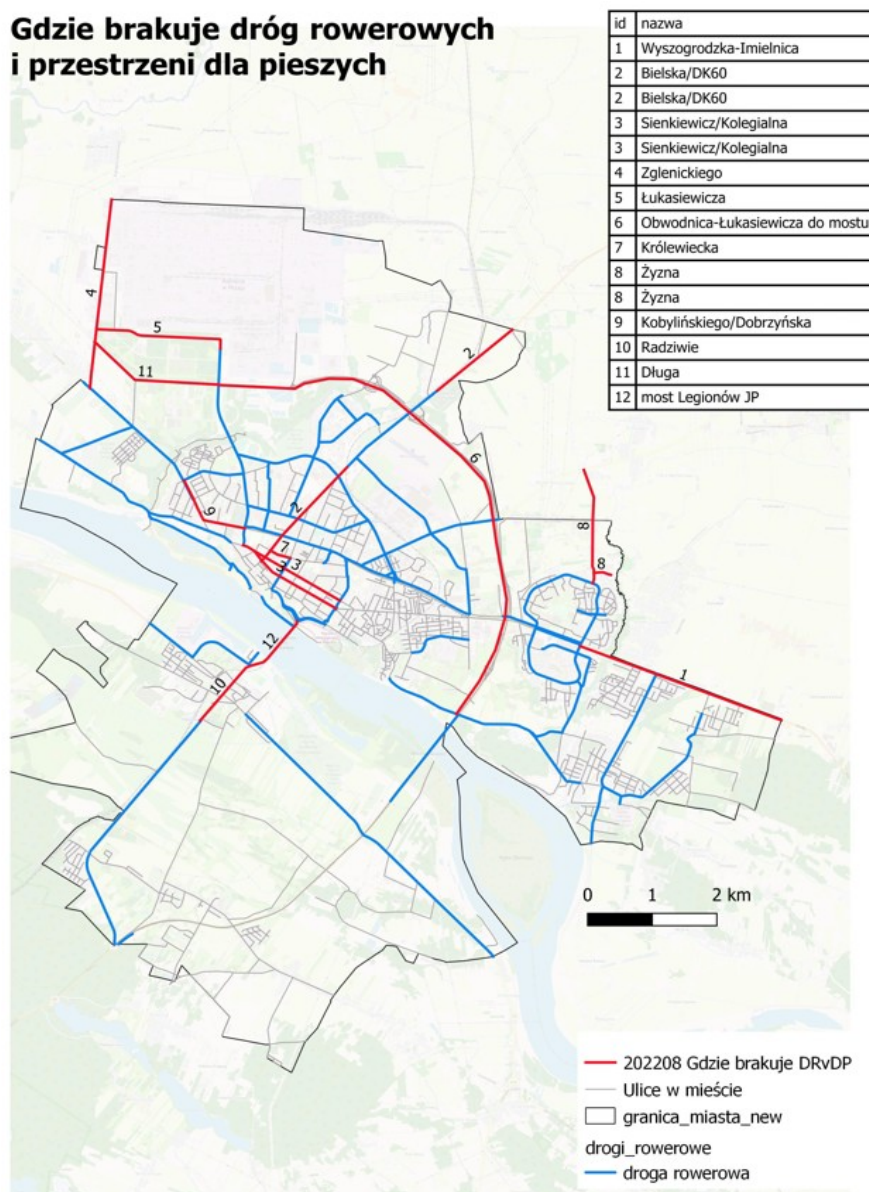 Gdzie brakuje dróg rowerowych
i przestrzeni dla pieszych
id nazwa
1 Wyszogrodzka-Imielnica
2 Bielska/DK60
2 Bielska/DK60
3 Sienkiewicz/Kolegialna
3 Sienkiewicz/Kolegialna
4 Zglenickiego
5 Łukasiewicza
6 Obwodnica-Łukasiewicza do mostu
7 Królewiecka
8 Żyzna
8 Żyzna
9 Kobylińskiego/Dobrzyńska
10 Radziwie
11 Długa
12 most Legionów JP
4
5
2
11
6
9
2
8
7
8
3
3
12
1
10
0 1 2 km
202208 Gdzie brakuje DRvDP
Ulice w mieście
granica_miasta_new
drogi_rowerowe
droga rowerowa